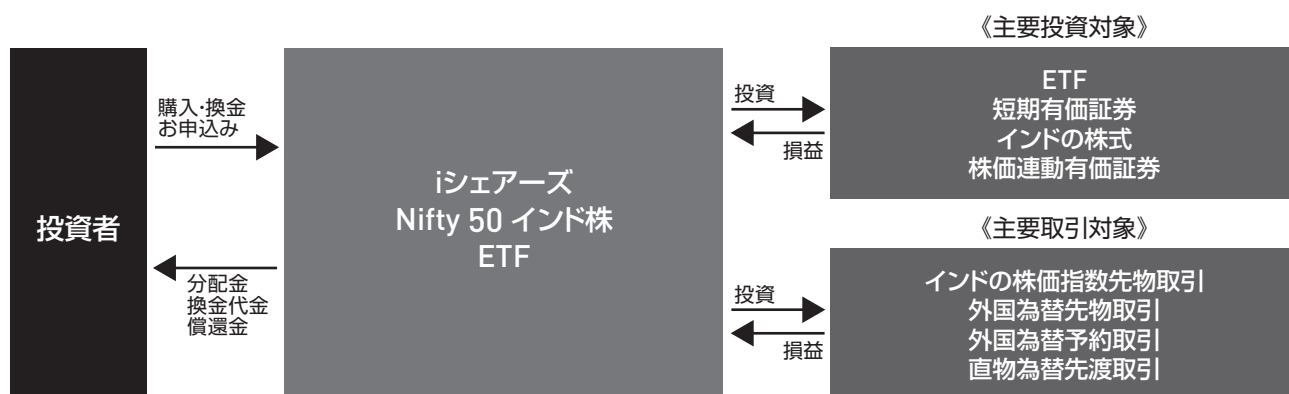 投資者
購入・換金
お申込み
分配金
換金代金
償還金
iシェアーズ
Nifty 50 インド株
ETF
投資
損益
《主要投資対象》
ETF
短期有価証券
インドの株式
株価連動有価証券
投資
損益
《主要取引対象》
インドの株価指数先物取引
外国為替先物取引
外国為替予約取引
直物為替先渡取引